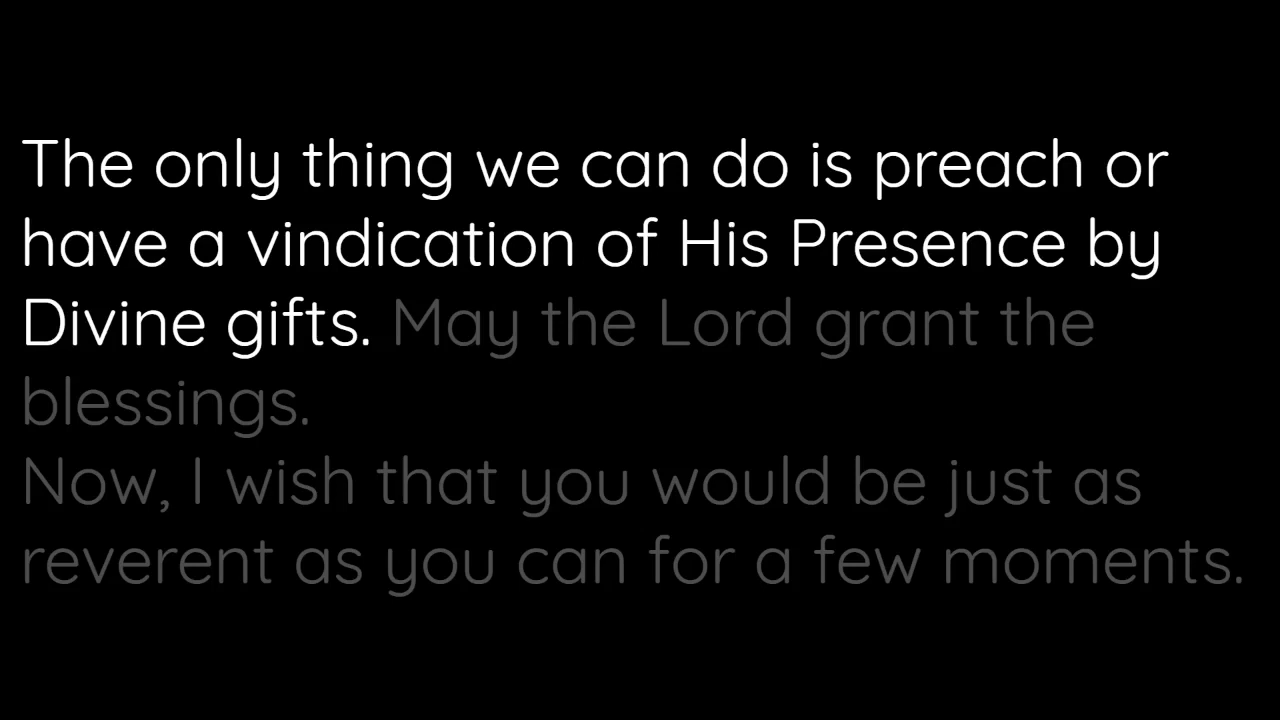 The only thing we can do is preach or
have a vindication of His Presence by
Divine gifts. May the Lord grant the
blessings.
Now, I wish that you would be just as
reverent as you can for a few moments.